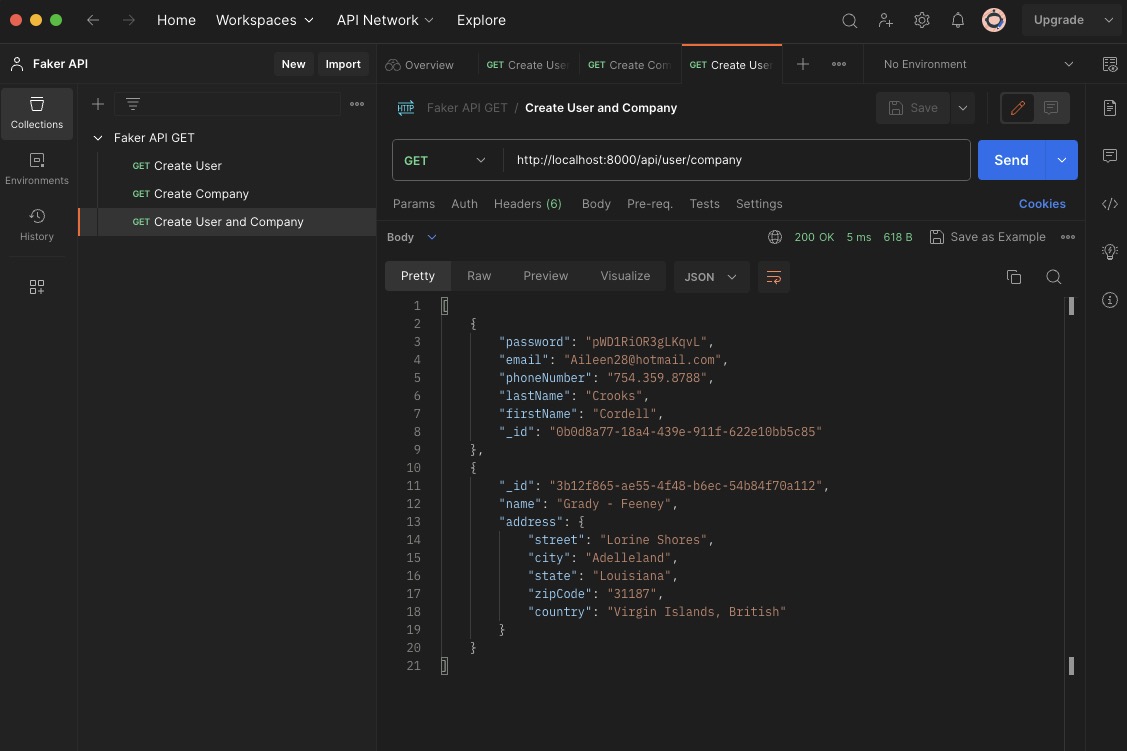 Home Workspaces API Network Explore Upgrade
Faker API New Import Overview GET Create Use GET Create Com GET Create User No Environment
Collections
Environments
History
Faker API GET
GET Create User
GET Create Company
GET Create User and Company
HTTP Faker API GET / Create User and Company Save
GET http://localhost:8000/api/user/company Send
Params Auth Headers (6) Body Pre-req. Tests Settings Cookies
Body 200 OK 5 ms 618 B Save as Example
Pretty Raw Preview Visualize JSON
1 [
2 {
3 "password": "pWD1RiOR3gLKqvL",
4 "email": "Aileen28@hotmail.com",
5 "phoneNumber": "754.359.8788",
6 "lastName": "Crooks",
7 "firstName": "Cordell",
8 "_id": "0b0d8a77-18a4-439e-911f-622e10bb5c85"
9 },
10 {
11 "_id": "3b12f865-ae55-4f48-b6ec-54b84f70a112",
12 "name": "Grady - Feeney",
13 "address": {
14 "street": "Lorine Shores",
15 "city": "Adelleland",
16 "state": "Louisiana",
17 "zipCode": "31187",
18 "country": "Virgin Islands, British"
19 }
20 }
21 ]